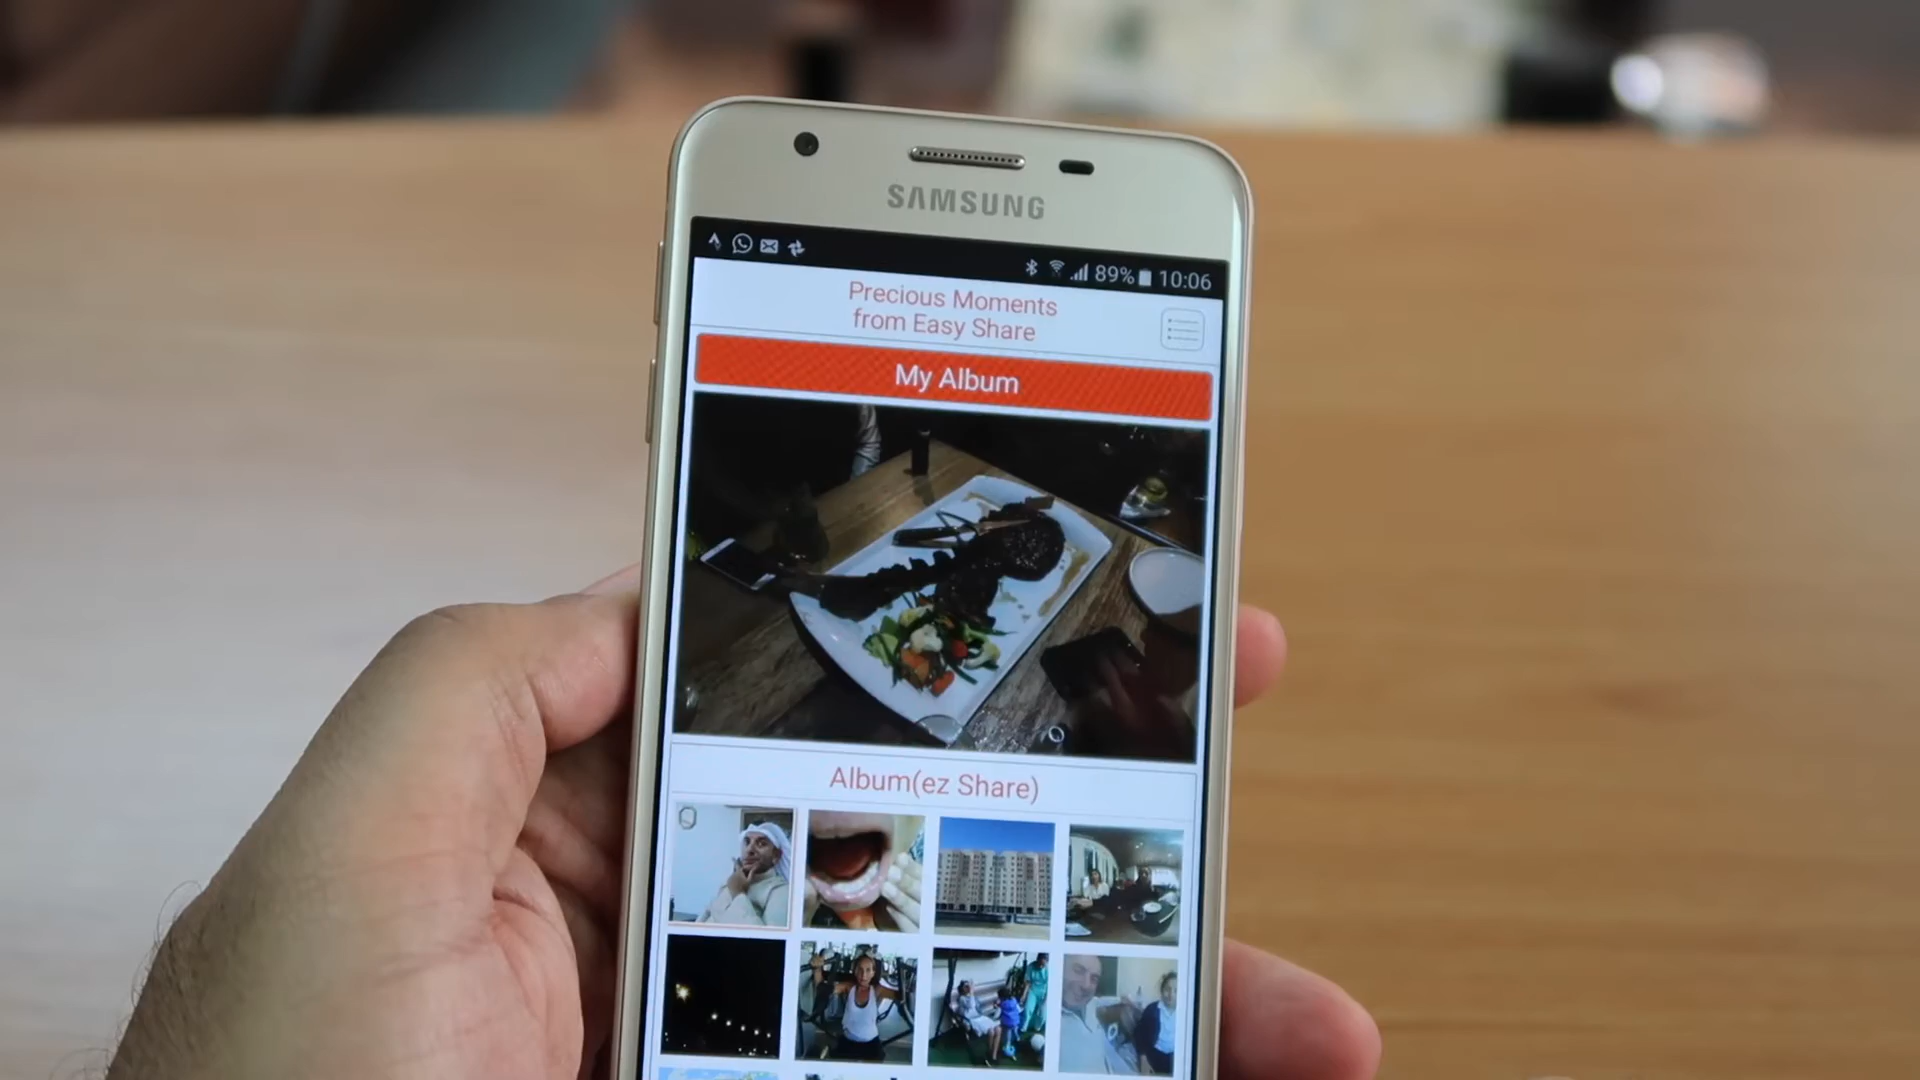 SAMSUNG
89% 10:06
Precious Moments
from Easy Share
My Album
Album(ez Share)